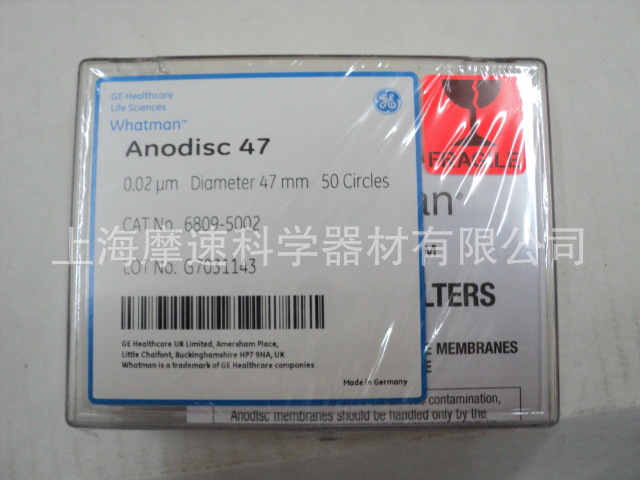 GE Healthcare
Life Sciences
Whatman™
Anodisc 47
0.02 µm Diameter 47 mm 50 Circles
CAT No. 6809-5002
LOT No. G7031143
上海摩速科学器材有限公司
GE Healthcare UK Limited, Amersham Place,
Little Chalfont, Buckinghamshire HP7 9NA, UK
Whatman is a trademark of GE Healthcare companies
Made in Germany
GE
FRAGILE
an®
M
LTERS
E MEMBRANES
E
contamination,
Anodisc membranes should be handled only by the